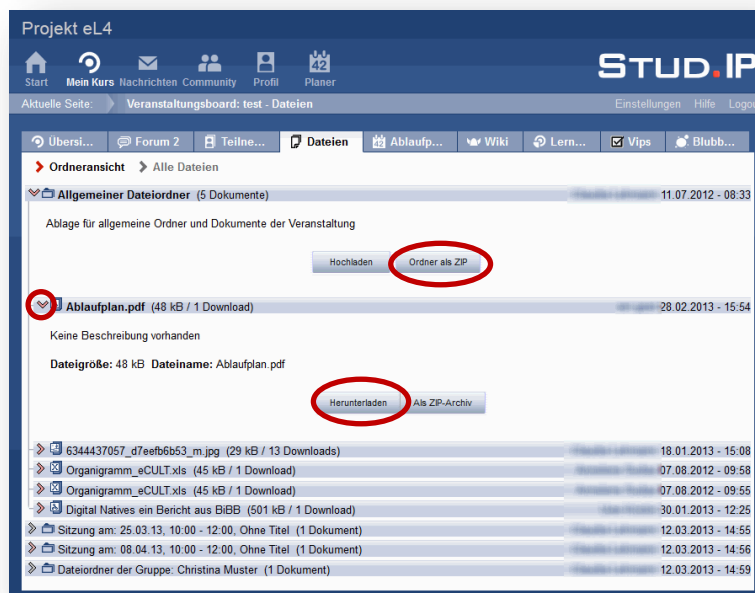 Projekt eL4
Start Mein Kurs Nachrichten Community Profil Planer
42
STUD.IP
Aktuelle Seite: Veranstaltungsboard: test - Dateien Einstellungen Hilfe Logou
Übersi... Forum 2 Teilne... Dateien Ablaufp... Wiki Lern... Vips Blubb...
Ordneransicht Alle Dateien
Allgemeiner Dateiordner (5 Dokumente) 11.07.2012 - 08:33
Ablage für allgemeine Ordner und Dokumente der Veranstaltung
Hochladen Ordner als ZIP
Ablaufplan.pdf (48 kB / 1 Download) 28.02.2013 - 15:54
Keine Beschreibung vorhanden
Dateigröße: 48 kB Dateiname: Ablaufplan.pdf
Herunterladen Als ZIP-Archiv
6344437057_d7eefb6b53_m.jpg (29 kB / 13 Downloads) 18.01.2013 - 15:08
Organigramm_eCULT.xls (45 kB / 1 Download) 07.08.2012 - 09:58
Organigramm_eCULT.xls (45 kB / 1 Download) 07.08.2012 - 09:55
Digital Natives ein Bericht aus BiBB (501 kB / 1 Download) 30.01.2013 - 12:25
Sitzung am: 25.03.13, 10:00 - 12:00, Ohne Titel (1 Dokument) 12.03.2013 - 14:55
Sitzung am: 08.04.13, 10:00 - 12:00, Ohne Titel (1 Dokument) 12.03.2013 - 14:56
Dateiordner der Gruppe: Christina Muster (1 Dokument) 12.03.2013 - 14:59